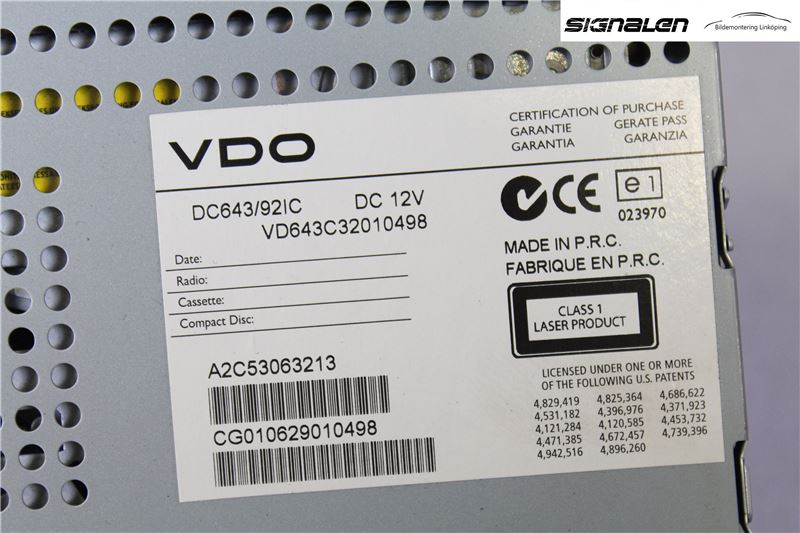 SIGNALEN
Bildemontering Linköping
VDO
CERTIFICATION OF PURCHASE
GARANTIE GERATE PASS
GARANTIA GARANZIA
DC643/92IC DC 12V
VD643C32010498
CE e1
023970
Date:
Radio:
Cassette:
Compact Disc:
MADE IN P.R.C.
FABRIQUE EN P.R.C.
CLASS 1
LASER PRODUCT
A2C53063213
CG010629010498
LICENSED UNDER ONE OR MORE
OF THE FOLLOWING U.S. PATENTS
4,829,419 4,825,364 4,686,622
4,531,182 4,396,976 4,371,923
4,121,284 4,120,585 4,453,732
4,471,385 4,672,457 4,739,396
4,942,516 4,896,260